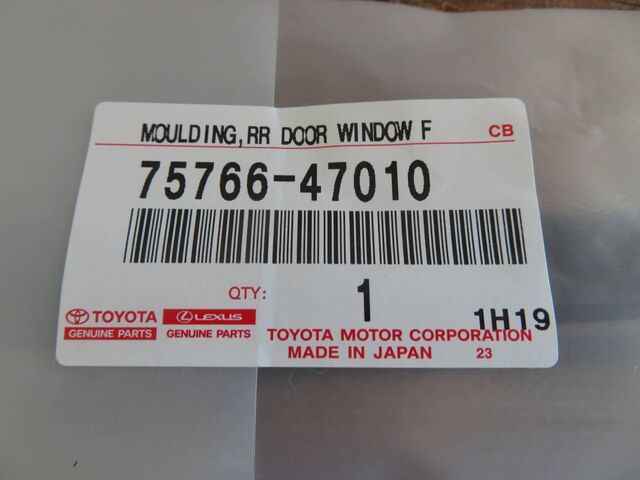 MOULDING, RR DOOR WINDOW F CB
75766-47010
QTY: 1
1H19
TOYOTA LEXUS
GENUINE PARTS GENUINE PARTS
TOYOTA MOTOR CORPORATION
MADE IN JAPAN 23